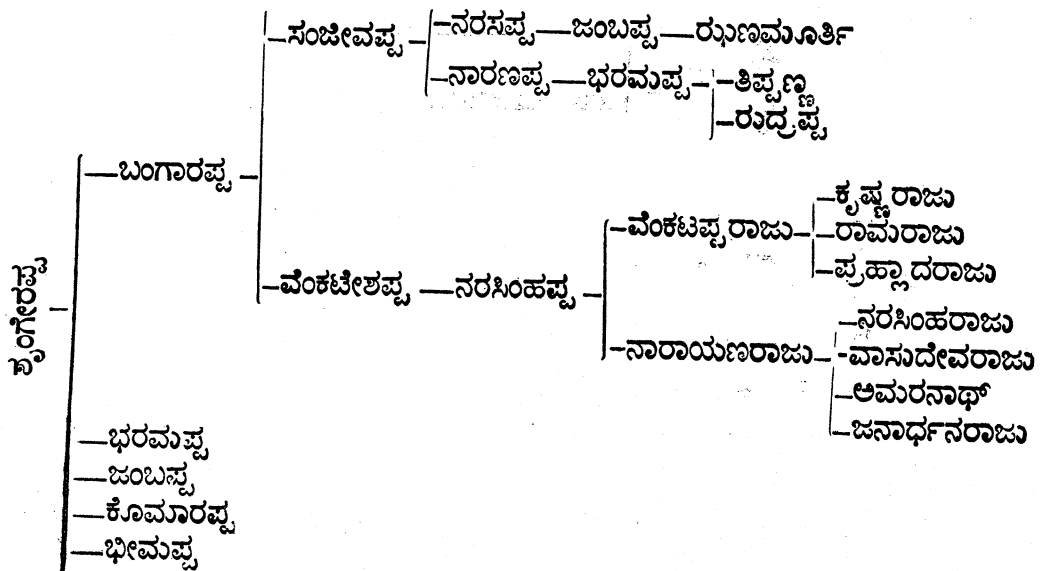 ಸಂಜೀವಪ್ಪ
ನರಸಪ್ಪ ಜಂಬಪ್ಪ ಝಣಮೂರ್ತಿ
ನಾರಣಪ್ಪ ಭರಮಪ್ಪ ತಿಪ್ಪಣ್ಣ
ರುದ್ರಪ್ಪ
ಬಂಗಾರಪ್ಪ
ಕೃಷ್ಣರಾಜು
ವೆಂಕಟಪ್ಪರಾಜು ರಾಮರಾಜು
ಪ್ರಹ್ಲಾದರಾಜು
ವೆಂಕಟೇಶಪ್ಪ ನರಸಿಂಹಪ್ಪ
ನರಸಿಂಹರಾಜು
ನಾರಾಯಣರಾಜು ವಾಸುದೇವರಾಜು
ಅಮರನಾಥ್
ಜನಾರ್ಧನರಾಜು
ಭರಮಪ್ಪ
ಜಂಬಪ್ಪ
ಕೊಮಾರಪ್ಪ
ಭೀಮಪ್ಪ